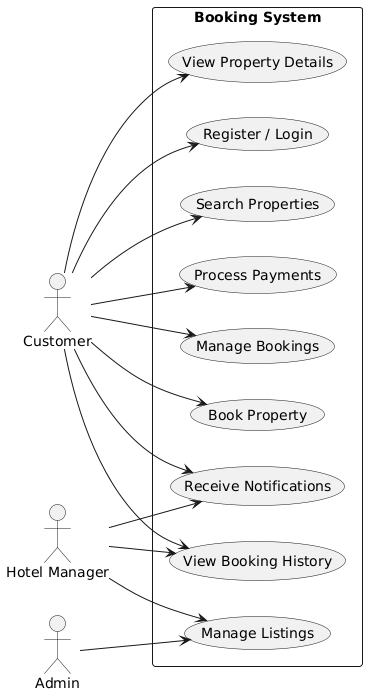 Booking System
View Property Details
Register / Login
Search Properties
Process Payments
Customer
Manage Bookings
Book Property
Receive Notifications
View Booking History
Hotel Manager
Manage Listings
Admin